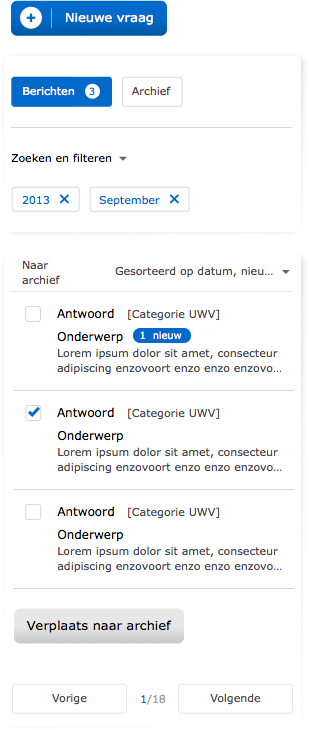 Nieuwe vraag
Berichten 3 Archief
Zoeken en filteren
2013 September
Naar archief Gesorteerd op datum, nieu...
Antwoord [Categorie UWV]
Onderwerp 1 nieuw
Lorem ipsum dolor sit amet, consecteur
adipiscing enzovoort enzo enzo enzovo...
Antwoord [Categorie UWV]
Onderwerp
Lorem ipsum dolor sit amet, consecteur
adipiscing enzovoort enzo enzo enzovo...
Antwoord [Categorie UWV]
Onderwerp
Lorem ipsum dolor sit amet, consecteur
adipiscing enzovoort enzo enzo enzovo...
Verplaats naar archief
Vorige 1/18 Volgende